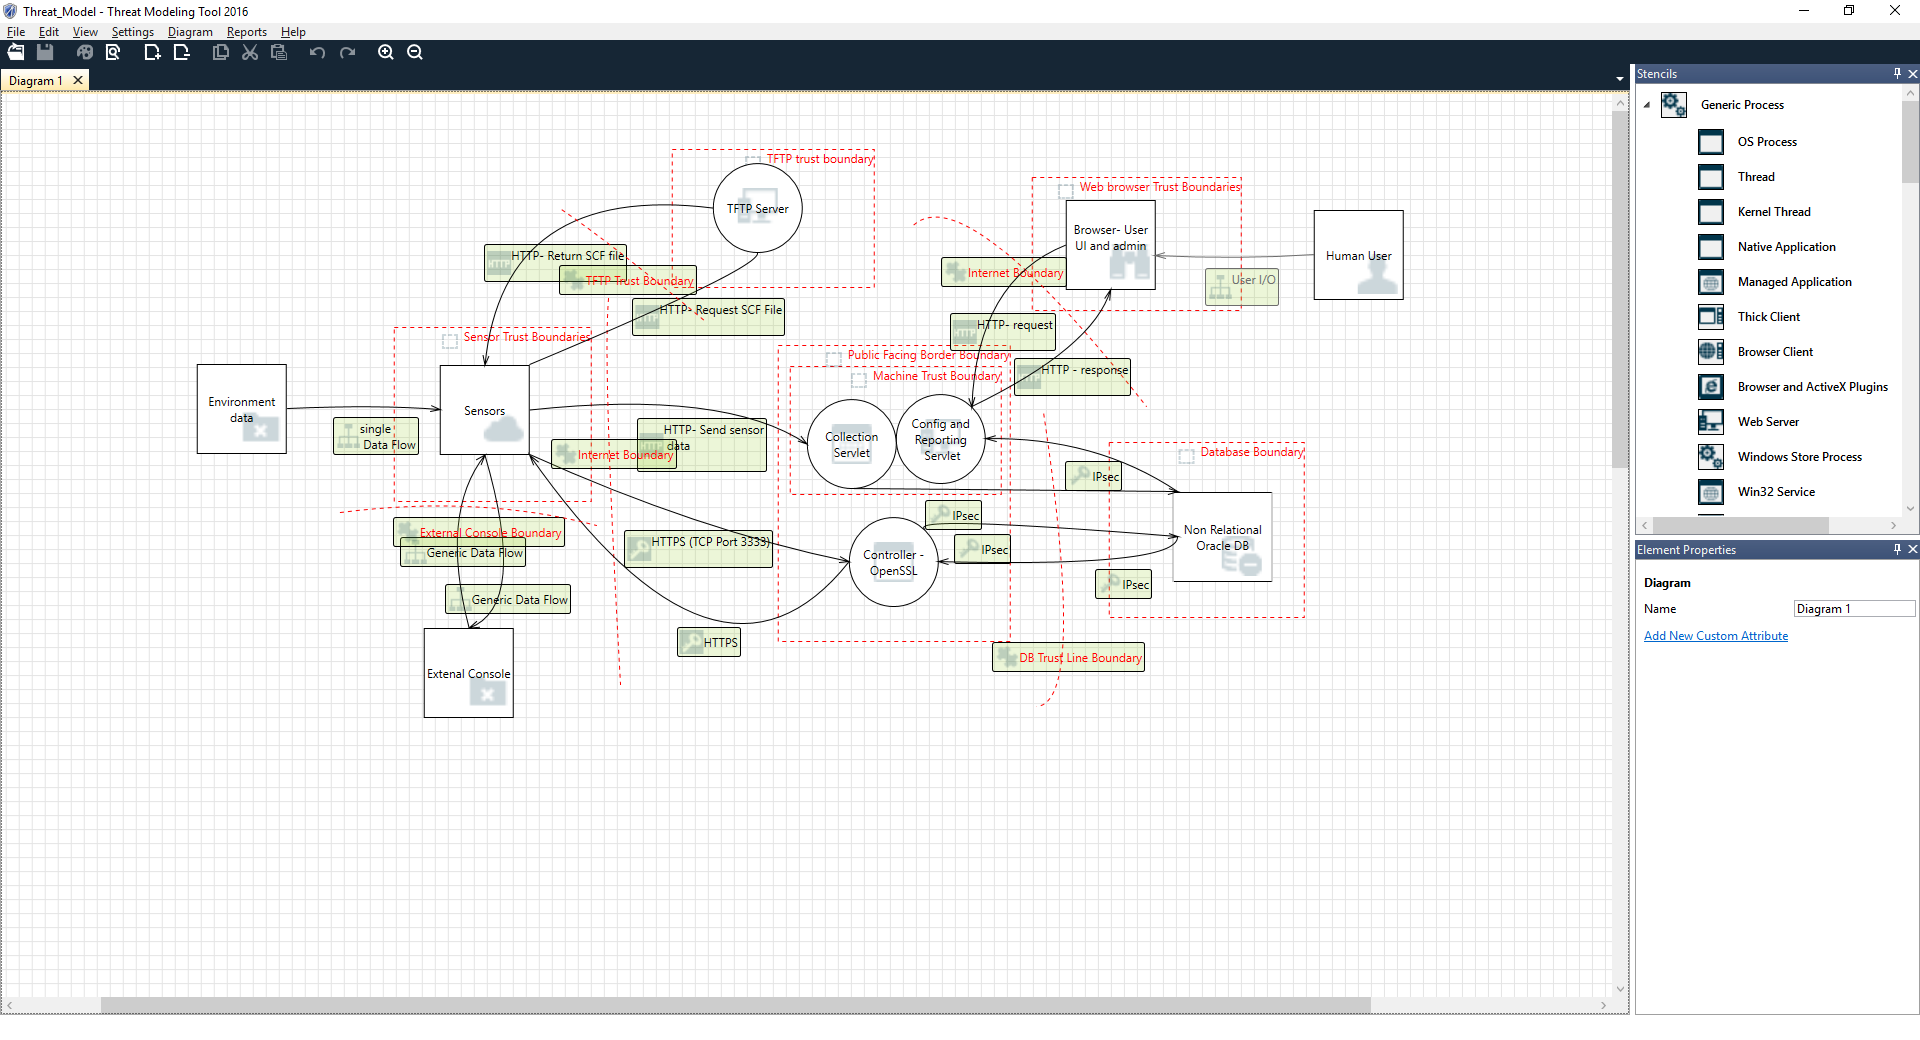 Threat_Model - Threat Modeling Tool 2016
File Edit View Settings Diagram Reports Help
Diagram 1
TFTP trust boundary
TFTP Server
HTTP- Return SCF file
TFTP Trust Boundary
HTTP- Request SCF File
Web browser Trust Boundaries
Browser- User
UI and admin
Internet Boundary
Human User
User I/O
HTTP- request
HTTP - response
Sensor Trust Boundaries
Sensors
Environment
data
single
Data Flow
Public Facing Border Boundary
Machine Trust Boundary
Collection
Servlet
Config and
Reporting
Servlet
HTTP- Send sensor
data
Internet Boundary
Database Boundary
IPsec
Non Relational
Oracle DB
IPsec
IPsec
IPsec
External Console Boundary
Generic Data Flow
Generic Data Flow
HTTPS (TCP Port 3333)
Controller -
OpenSSL
HTTPS
DB Trust Line Boundary
Extenal Console
Stencils
Generic Process
OS Process
Thread
Kernel Thread
Native Application
Managed Application
Thick Client
Browser Client
Browser and ActiveX Plugins
Web Server
Windows Store Process
Win32 Service
Element Properties
Diagram
Name
Diagram 1
Add New Custom Attribute